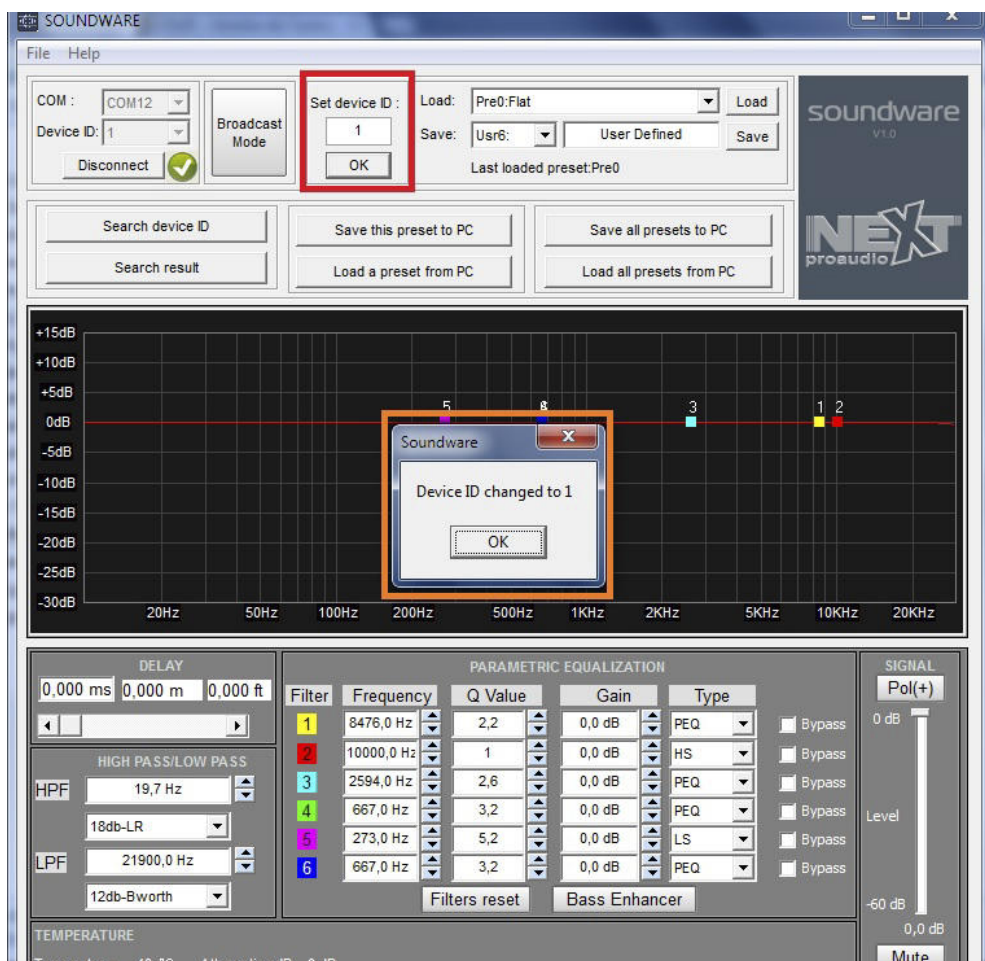 SOUNDWARE
File Help
COM : COM12
Device ID: 1
Disconnect
Broadcast
Mode
Set device ID :
1
OK
Load: Pre0:Flat Load
Save: Usr6: User Defined Save
Last loaded preset:Pre0
soundware
V1.0
NEXT
proaudio
Search device ID
Search result
Save this preset to PC
Load a preset from PC
Save all presets to PC
Load all presets from PC
+15dB
+10dB
+5dB
0dB
-5dB
-10dB
-15dB
-20dB
-25dB
-30dB
5 3 1 2
Soundware
Device ID changed to 1
OK
20Hz 50Hz 100Hz 200Hz 500Hz 1KHz 2KHz 5KHz 10KHz 20KHz
DELAY
0,000 ms 0,000 m 0,000 ft
HIGH PASS/LOW PASS
HPF 19,7 Hz
18db-LR
LPF 21900,0 Hz
12db-Bworth
PARAMETRIC EQUALIZATION
Filter Frequency Q Value Gain Type
1 8476,0 Hz 2,2 0,0 dB PEQ Bypass
2 10000,0 Hz 1 0,0 dB HS Bypass
3 2594,0 Hz 2,6 0,0 dB PEQ Bypass
4 667,0 Hz 3,2 0,0 dB PEQ Bypass
5 273,0 Hz 5,2 0,0 dB LS Bypass
6 667,0 Hz 3,2 0,0 dB PEQ Bypass
Filters reset Bass Enhancer
SIGNAL
Pol(+)
0 dB
Level
-60 dB
0,0 dB
Mute
TEMPERATURE